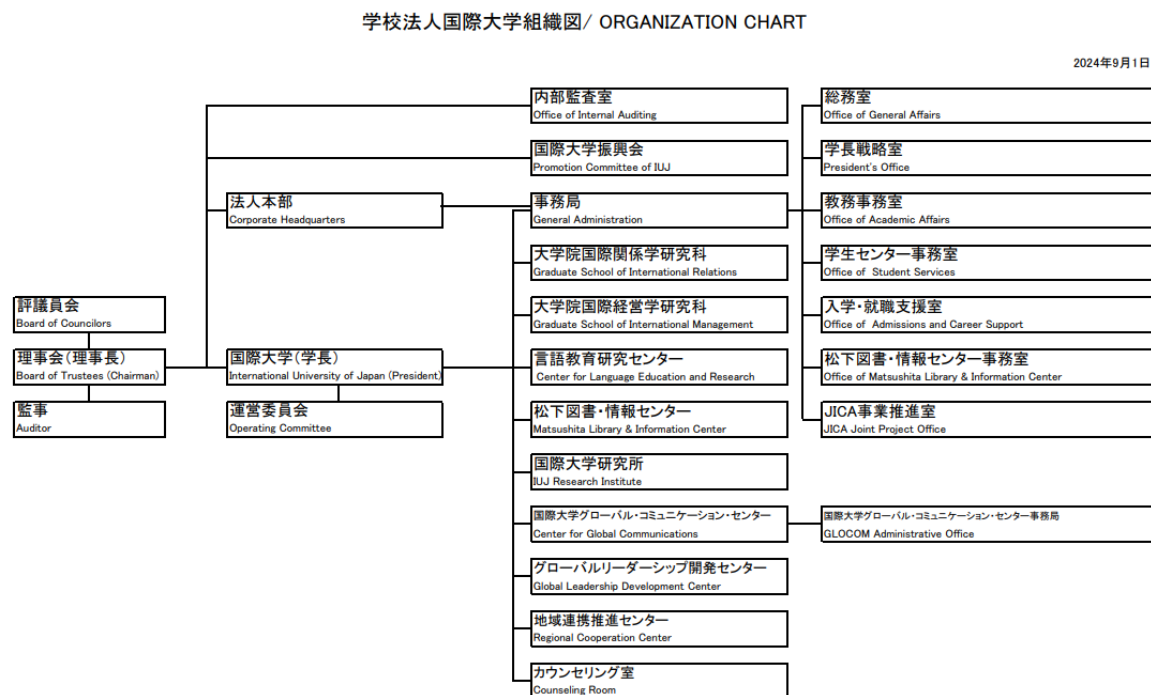 学校法人国際大学組織図/ ORGANIZATION CHART
2024年9月1日
内部監査室
Office of Internal Auditing
総務室
Office of General Affairs
国際大学振興会
Promotion Committee of IUJ
学長戦略室
President's Office
法人本部
Corporate Headquarters
事務局
General Administration
教務事務室
Office of Academic Affairs
大学院国際関係学研究科
Graduate School of International Relations
学生センター事務室
Office of Student Services
評議員会
Board of Councilors
大学院国際経営学研究科
Graduate School of International Management
入学・就職支援室
Office of Admissions and Career Support
理事会(理事長)
Board of Trustees (Chairman)
国際大学(学長)
International University of Japan (President)
言語教育研究センター
Center for Language Education and Research
松下図書・情報センター事務室
Office of Matsushita Library & Information Center
監事
Auditor
運営委員会
Operating Committee
松下図書・情報センター
Matsushita Library & Information Center
JICA事業推進室
JICA Joint Project Office
国際大学研究所
IUJ Research Institute
国際大学グローバル・コミュニケーション・センター
Center for Global Communications
国際大学グローバル・コミュニケーション・センター事務局
GLOCOM Administrative Office
グローバルリーダーシップ開発センター
Global Leadership Development Center
地域連携推進センター
Regional Cooperation Center
カウンセリング室
Counseling Room